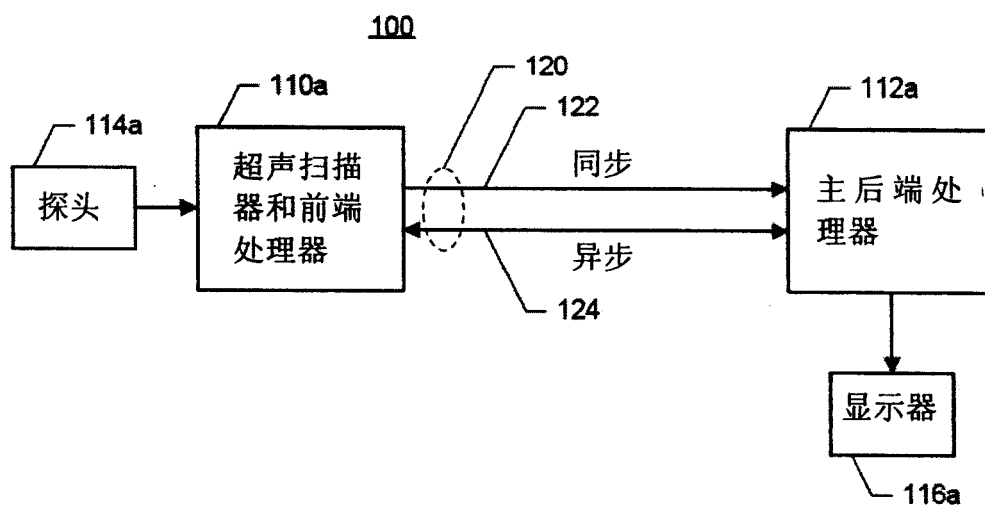 100
120
110a
122
112a
114a
探头
超声扫描
器和前端
处理器
同步
异步
主后端处
理器
124
显示器
116a